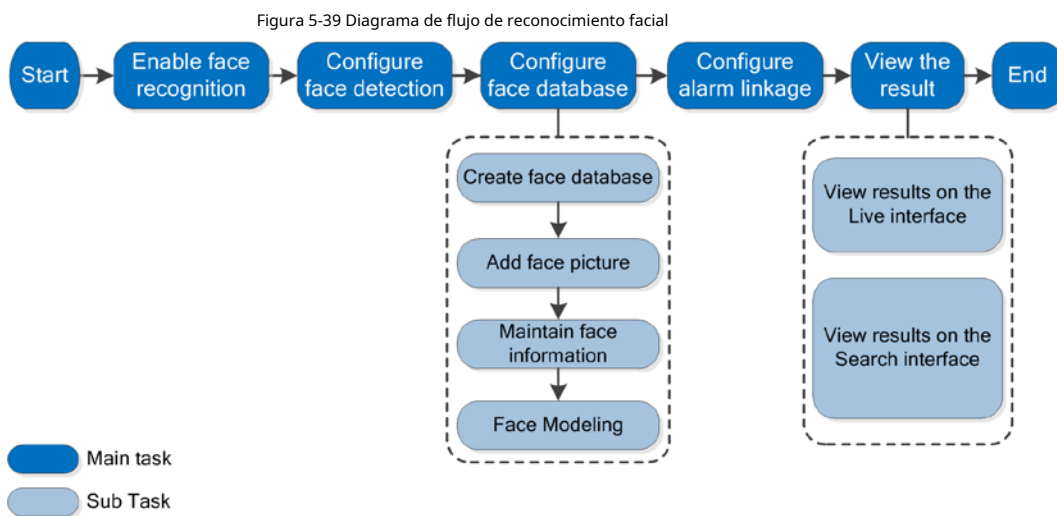 Figura 5-39 Diagrama de flujo de reconocimiento facial
Start
Enable face
recognition
Configure
face detection
Configure
face database
Configure
alarm linkage
View the
result
End
Create face database
Add face picture
Maintain face
information
Face Modeling
View results on the
Live interface
View results on the
Search interface
Main task
Sub Task